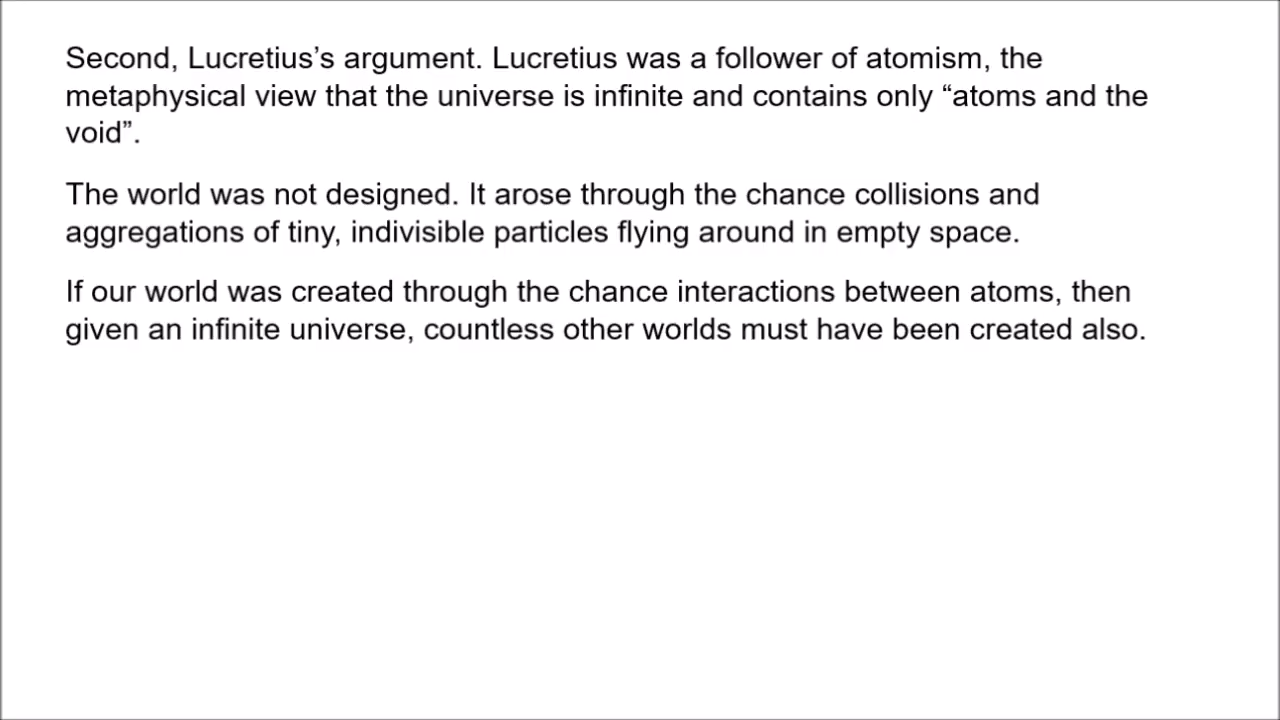 Second, Lucretius’s argument. Lucretius was a follower of atomism, the
metaphysical view that the universe is infinite and contains only “atoms and the
void”.
The world was not designed. It arose through the chance collisions and
aggregations of tiny, indivisible particles flying around in empty space.
If our world was created through the chance interactions between atoms, then
given an infinite universe, countless other worlds must have been created also.